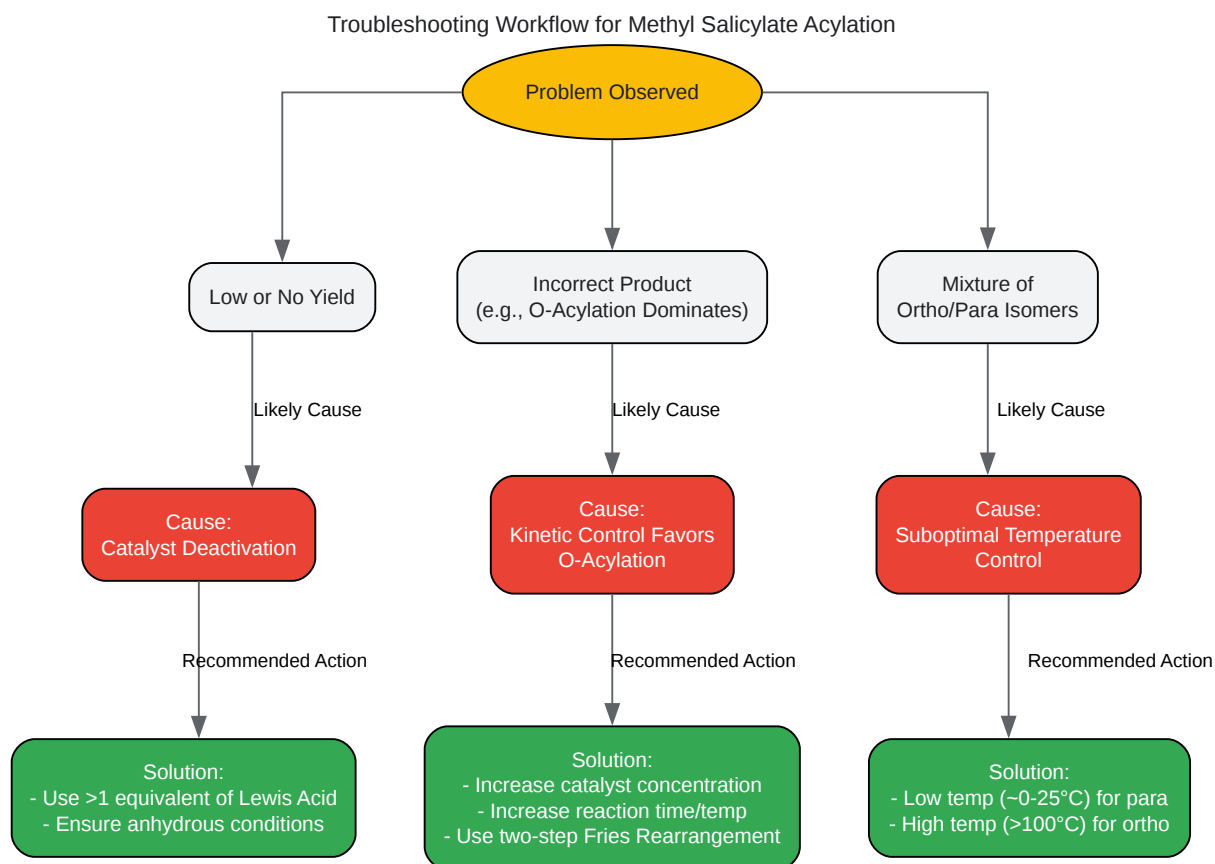 Troubleshooting Workflow for Methyl Salicylate Acylation
Problem Observed
Low or No Yield
Incorrect Product
(e.g., O-Acylation Dominates)
Mixture of
Ortho/Para Isomers
Likely Cause
Likely Cause
Likely Cause
Cause:
Catalyst Deactivation
Cause:
Kinetic Control Favors
O-Acylation
Cause:
Suboptimal Temperature
Control
Recommended Action
Recommended Action
Recommended Action
Solution:
- Use >1 equivalent of Lewis Acid
- Ensure anhydrous conditions
Solution:
- Increase catalyst concentration
- Increase reaction time/temp
- Use two-step Fries Rearrangement
Solution:
- Low temp (~0-25°C) for para
- High temp (>100°C) for ortho